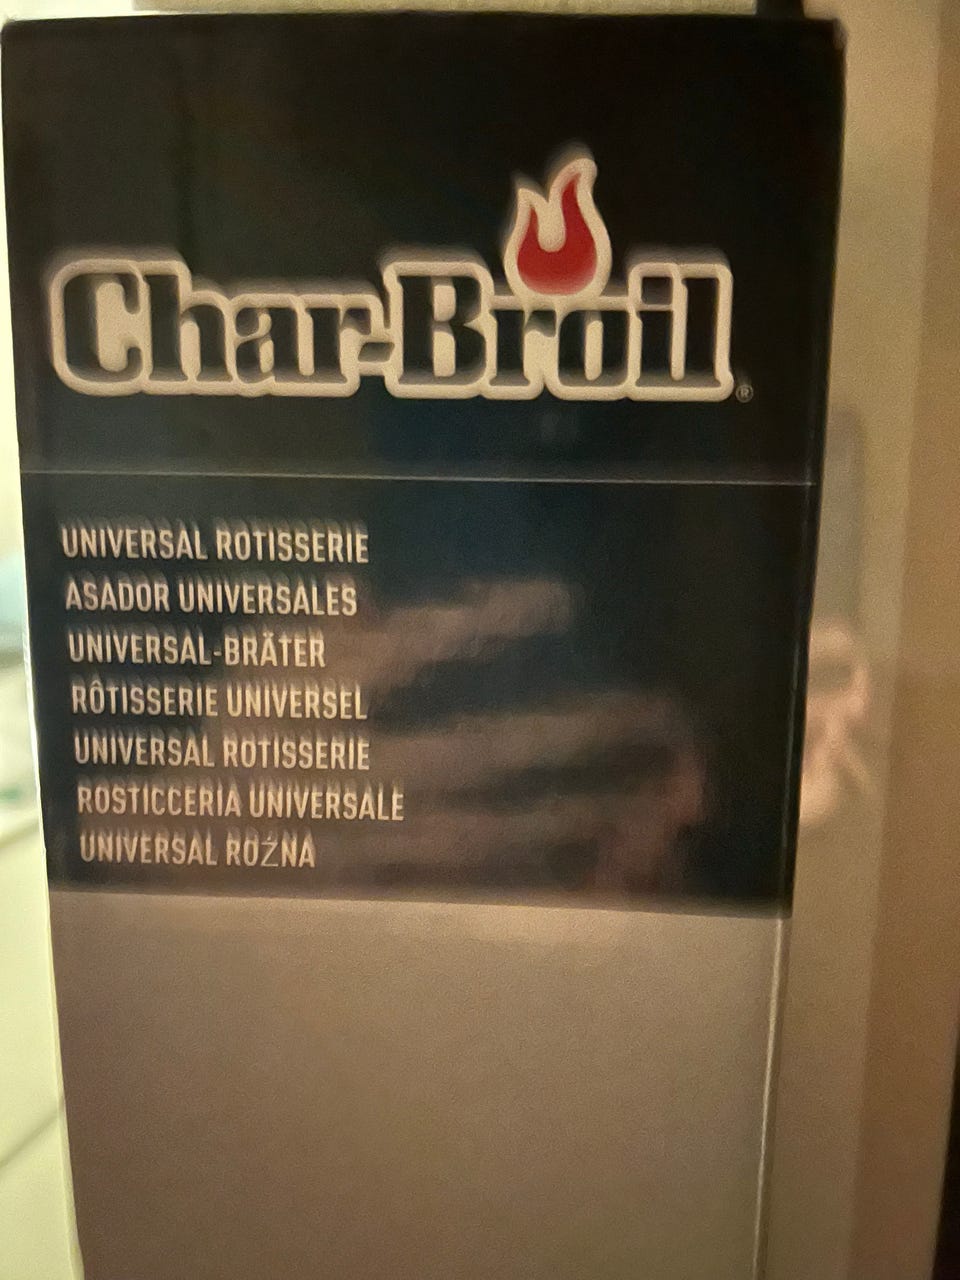 Char-Broil®
UNIVERSAL ROTISSERIE
ASADOR UNIVERSALES
UNIVERSAL-BRÄTER
RÔTISSERIE UNIVERSEL
UNIVERSAL ROTISSERIE
ROSTICCERIA UNIVERSALE
UNIVERSAL ROŻNA